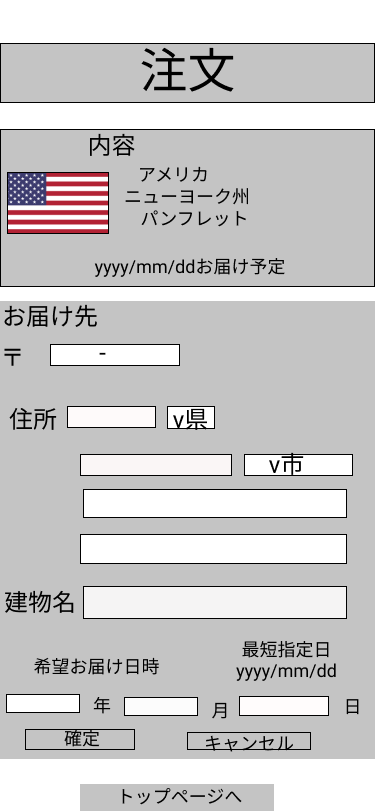 注文
内容
アメリカ
ニューヨーク州
パンフレット
yyyy/mm/ddお届け予定
お届け先
〒 -
住所 v県
v市
建物名
最短指定日
希望お届け日時 yyyy/mm/dd
年 月 日
確定 キャンセル
トップページへ